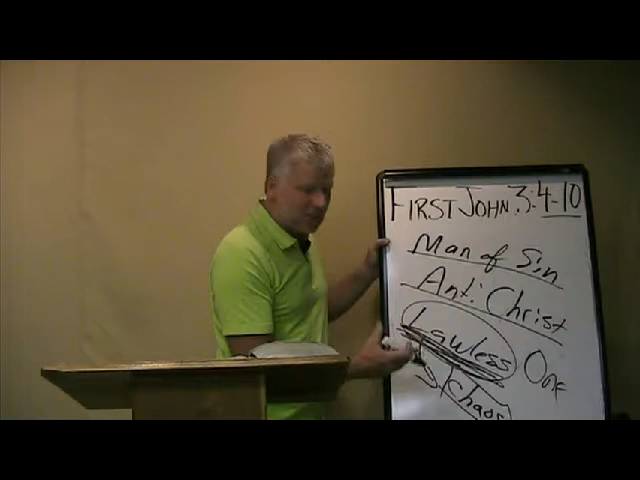 FIRST JOHN 3:4-10
Man of Sin
Anti Christ
Lawless One
Chaos